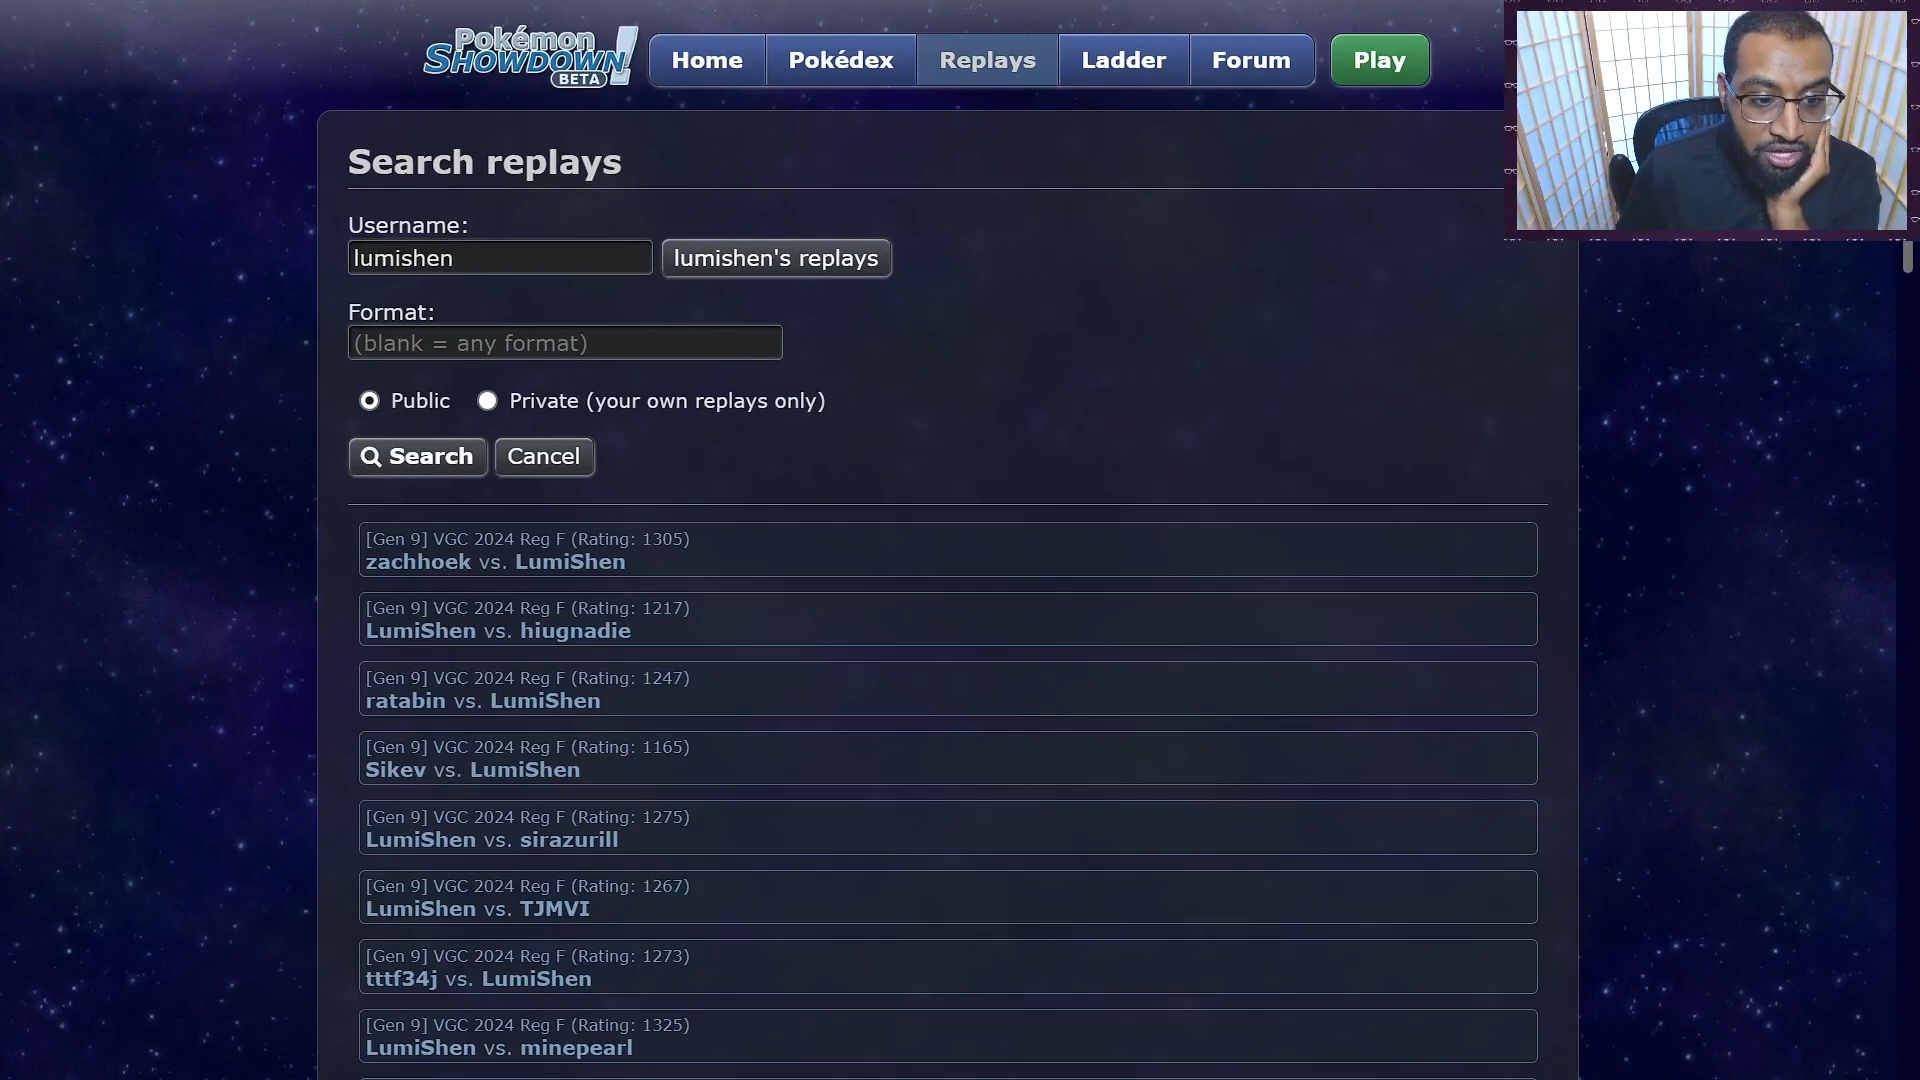 Pokémon
SHOWDOWN!
BETA
Home
Pokédex
Replays
Ladder
Forum
Play
Search replays
Username:
lumishen
lumishen's replays
Format:
(blank = any format)
Public
Private (your own replays only)
Search
Cancel
[Gen 9] VGC 2024 Reg F (Rating: 1305)
zachhoek vs. LumiShen
[Gen 9] VGC 2024 Reg F (Rating: 1217)
LumiShen vs. hiugnadie
[Gen 9] VGC 2024 Reg F (Rating: 1247)
ratabin vs. LumiShen
[Gen 9] VGC 2024 Reg F (Rating: 1165)
Sikev vs. LumiShen
[Gen 9] VGC 2024 Reg F (Rating: 1275)
LumiShen vs. sirazurill
[Gen 9] VGC 2024 Reg F (Rating: 1267)
LumiShen vs. TJMVI
[Gen 9] VGC 2024 Reg F (Rating: 1273)
tttf34j vs. LumiShen
[Gen 9] VGC 2024 Reg F (Rating: 1325)
LumiShen vs. minepearl